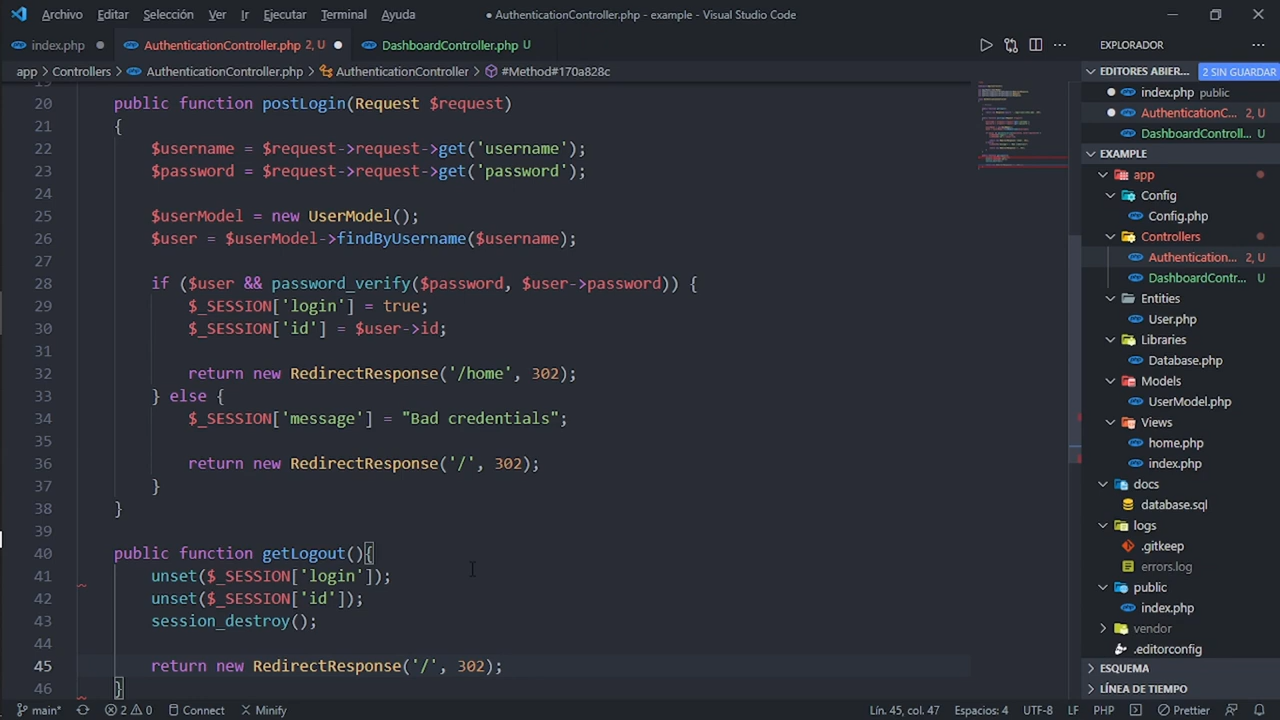 Archivo Editar Selección Ver Ir Ejecutar Terminal Ayuda ● AuthenticationController.php - example - Visual Studio Code
index.php AuthenticationController.php 2, U DashboardController.php U
app > Controllers > AuthenticationController.php > AuthenticationController > #Method#170a828c
20 public function postLogin(Request $request)
21 {
22 $username = $request->request->get('username');
23 $password = $request->request->get('password');
24
25 $userModel = new UserModel();
26 $user = $userModel->findByUsername($username);
27
28 if ($user && password_verify($password, $user->password)) {
29 $_SESSION['login'] = true;
30 $_SESSION['id'] = $user->id;
31
32 return new RedirectResponse('/home', 302);
33 } else {
34 $_SESSION['message'] = "Bad credentials";
35
36 return new RedirectResponse('/', 302);
37 }
38 }
39
40 public function getLogout(){
41 unset($_SESSION['login']);
42 unset($_SESSION['id']);
43 session_destroy();
44
45 return new RedirectResponse('/', 302);
46 }
EXPLORADOR
EDITORES ABIER... 2 SIN GUARDAR
index.php public
AuthenticationC... 2, U
DashboardControll... U
EXAMPLE
app
Config
Config.php
Controllers
Authentication... 2, U
DashboardContr... U
Entities
User.php
Libraries
Database.php
Models
UserModel.php
Views
home.php
index.php
docs
database.sql
logs
.gitkeep
errors.log
public
index.php
vendor
.editorconfig
ESQUEMA
LÍNEA DE TIEMPO
main* 2 0 Connect Minify Lín. 45, col. 47 Espacios: 4 UTF-8 LF PHP Prettier